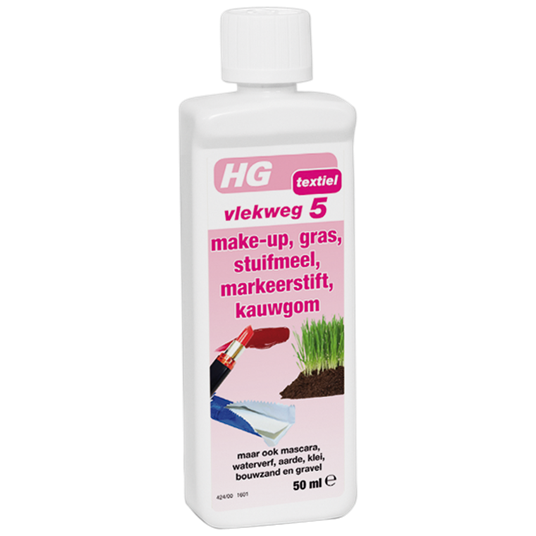 HG
textiel
vlekweg 5
make-up, gras,
stuifmeel,
markeerstift,
kauwgom
maar ook mascara,
waterverf, aarde, klei,
bouwzand en gravel
50 ml ℮
424/00 1601